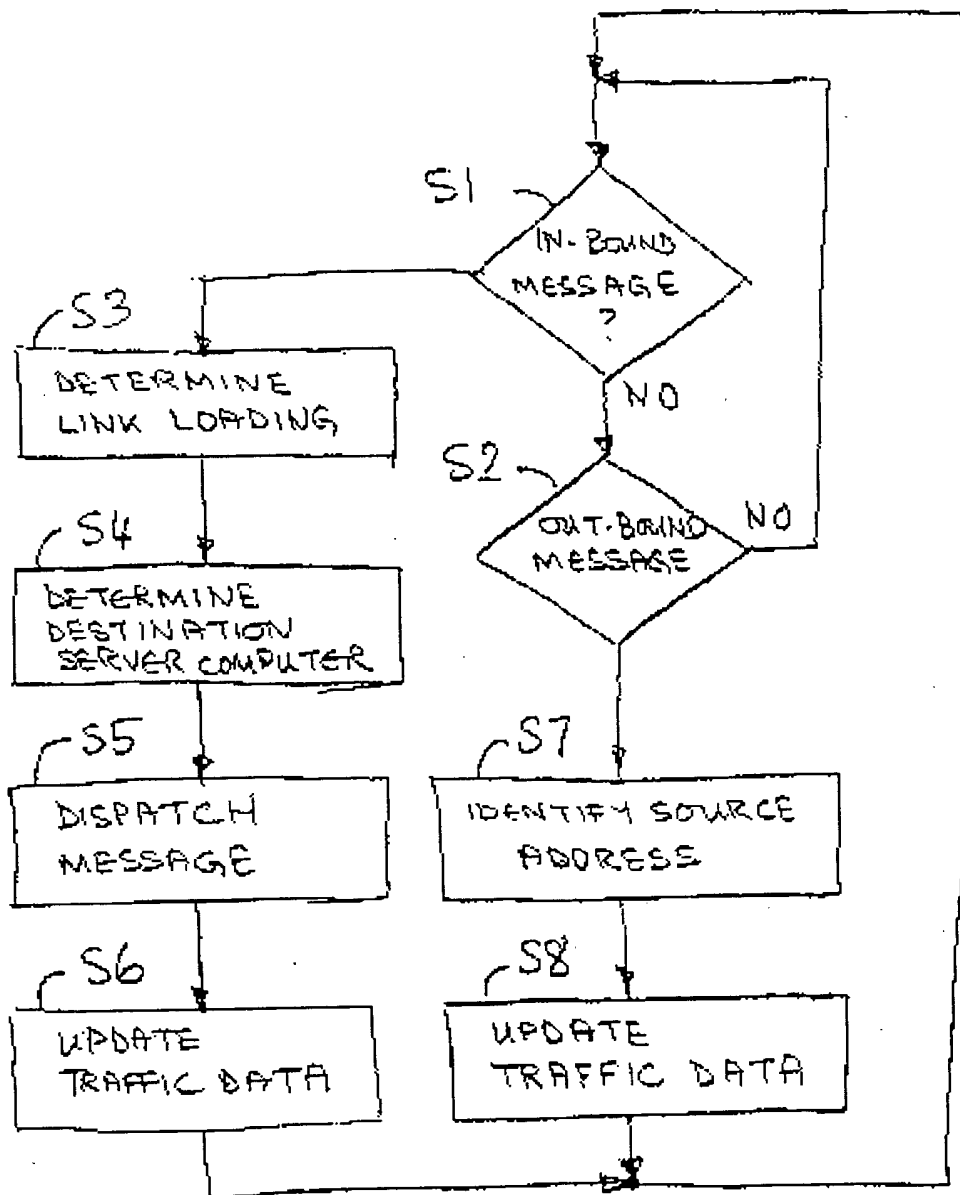 S1
IN-BOUND
MESSAGE
?
NO
S2
OUT-BOUND
MESSAGE
NO
S3
DETERMINE
LINK LOADING
S4
DETERMINE
DESTINATION
SERVER COMPUTER
S5
DISPATCH
MESSAGE
S6
UPDATE
TRAFFIC DATA
S7
IDENTIFY SOURCE
ADDRESS
S8
UPDATE
TRAFFIC DATA